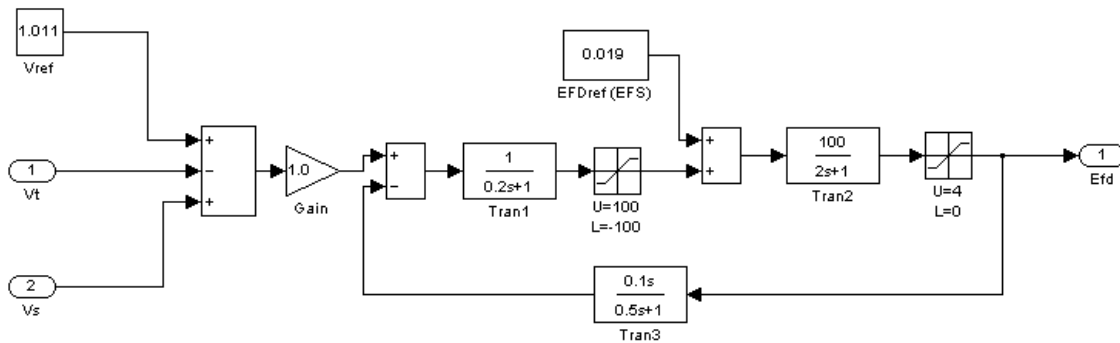 1.011
Vref
0.019
EFDref (EFS)
+
−
+
1
Vt
1.0
Gain
+
−
1
0.2s+1
Tran1
U=100
L=-100
+
+
100
2s+1
Tran2
U=4
L=0
1
Efd
2
Vs
0.1s
0.5s+1
Tran3